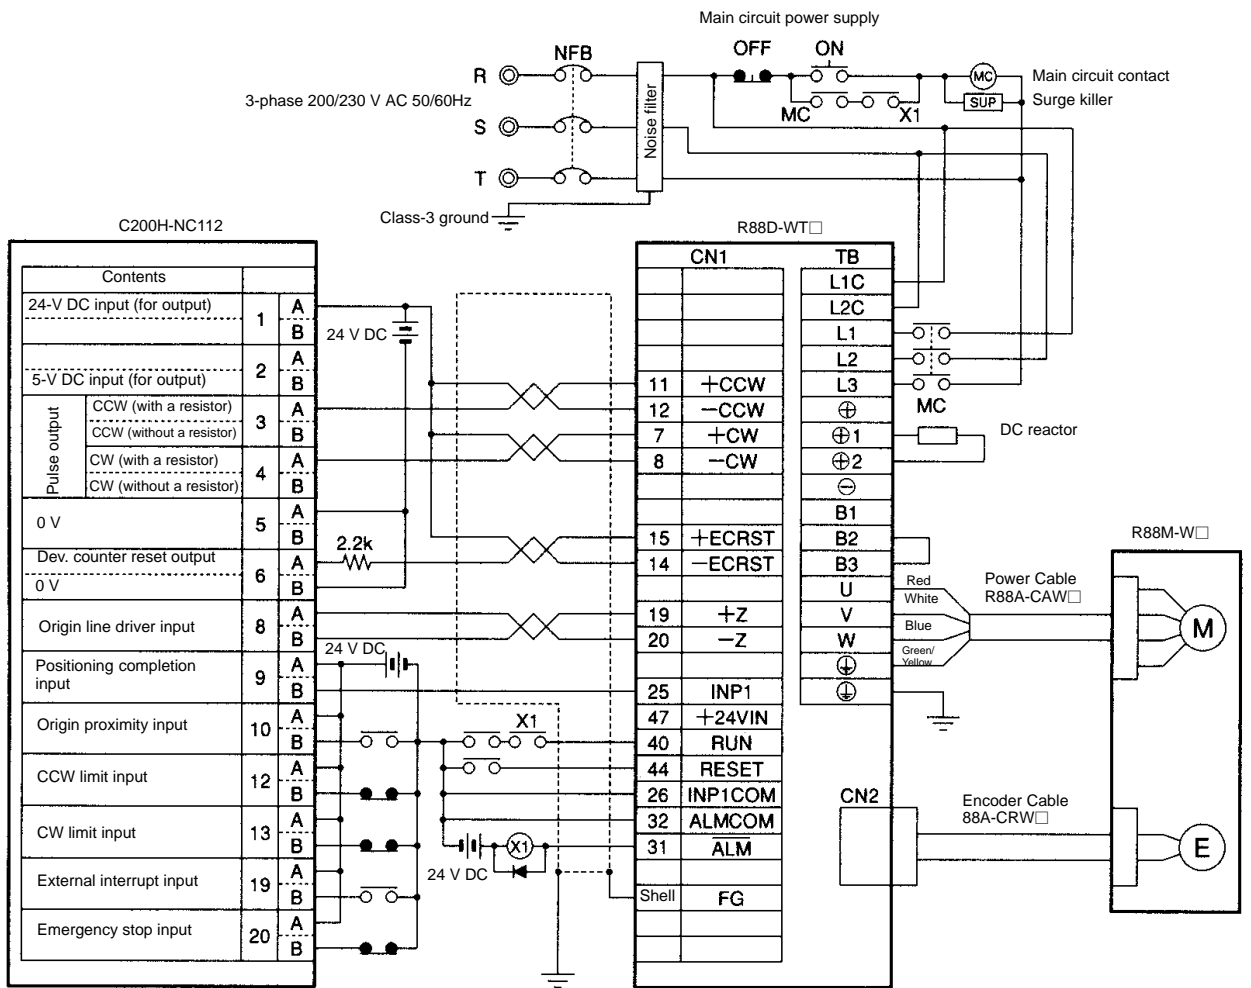 Main circuit power supply
OFF ON
NFB
R
MC Main circuit contact
3-phase 200/230 V AC 50/60Hz
SUP Surge killer
MC X1
S
Noise filter
T
Class-3 ground
C200H-NC112
R88D-WT□
Contents
24-V DC input (for output) 1 A
B
2 A
5-V DC input (for output) B
Pulse output
CCW (with a resistor) 3 A
CCW (without a resistor) B
CW (with a resistor) 4 A
CW (without a resistor) B
0 V 5 A
B
Dev. counter reset output 6 A
0 V B
Origin line driver input 8 A
B
Positioning completion input 9 A
B
Origin proximity input 10 A
B
CCW limit input 12 A
B
CW limit input 13 A
B
External interrupt input 19 A
B
Emergency stop input 20 A
B
24 V DC
2.2k
24 V DC
X1
X1
24 V DC
CN1
11 +CCW
12 −CCW
7 +CW
8 −CW
15 +ECRST
14 −ECRST
19 +Z
20 −Z
25 INP1
47 +24VIN
40 RUN
44 RESET
26 INP1COM
32 ALMCOM
31 ALM
Shell FG
TB
L1C
L2C
L1
L2
L3
⊕
⊕1
⊕2
⊖
B1
B2
B3
U
V
W
MC
DC reactor
Red
White
Blue
Green/
Yellow
Power Cable
R88A-CAW□
R88M-W□
M
CN2
Encoder Cable
88A-CRW□
E